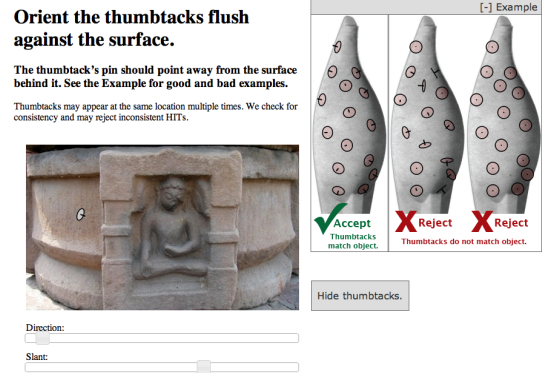 Orient the thumbtacks flush
against the surface.
The thumbtack's pin should point away from the surface
behind it. See the Example for good and bad examples.
Thumbtacks may appear at the same location multiple times. We check for
consistency and may reject inconsistent HITs.
Direction:
Slant:
[-] Example
Accept
Thumbtacks
match object.
Reject
Reject
Thumbtacks do not match object.
Hide thumbtacks.